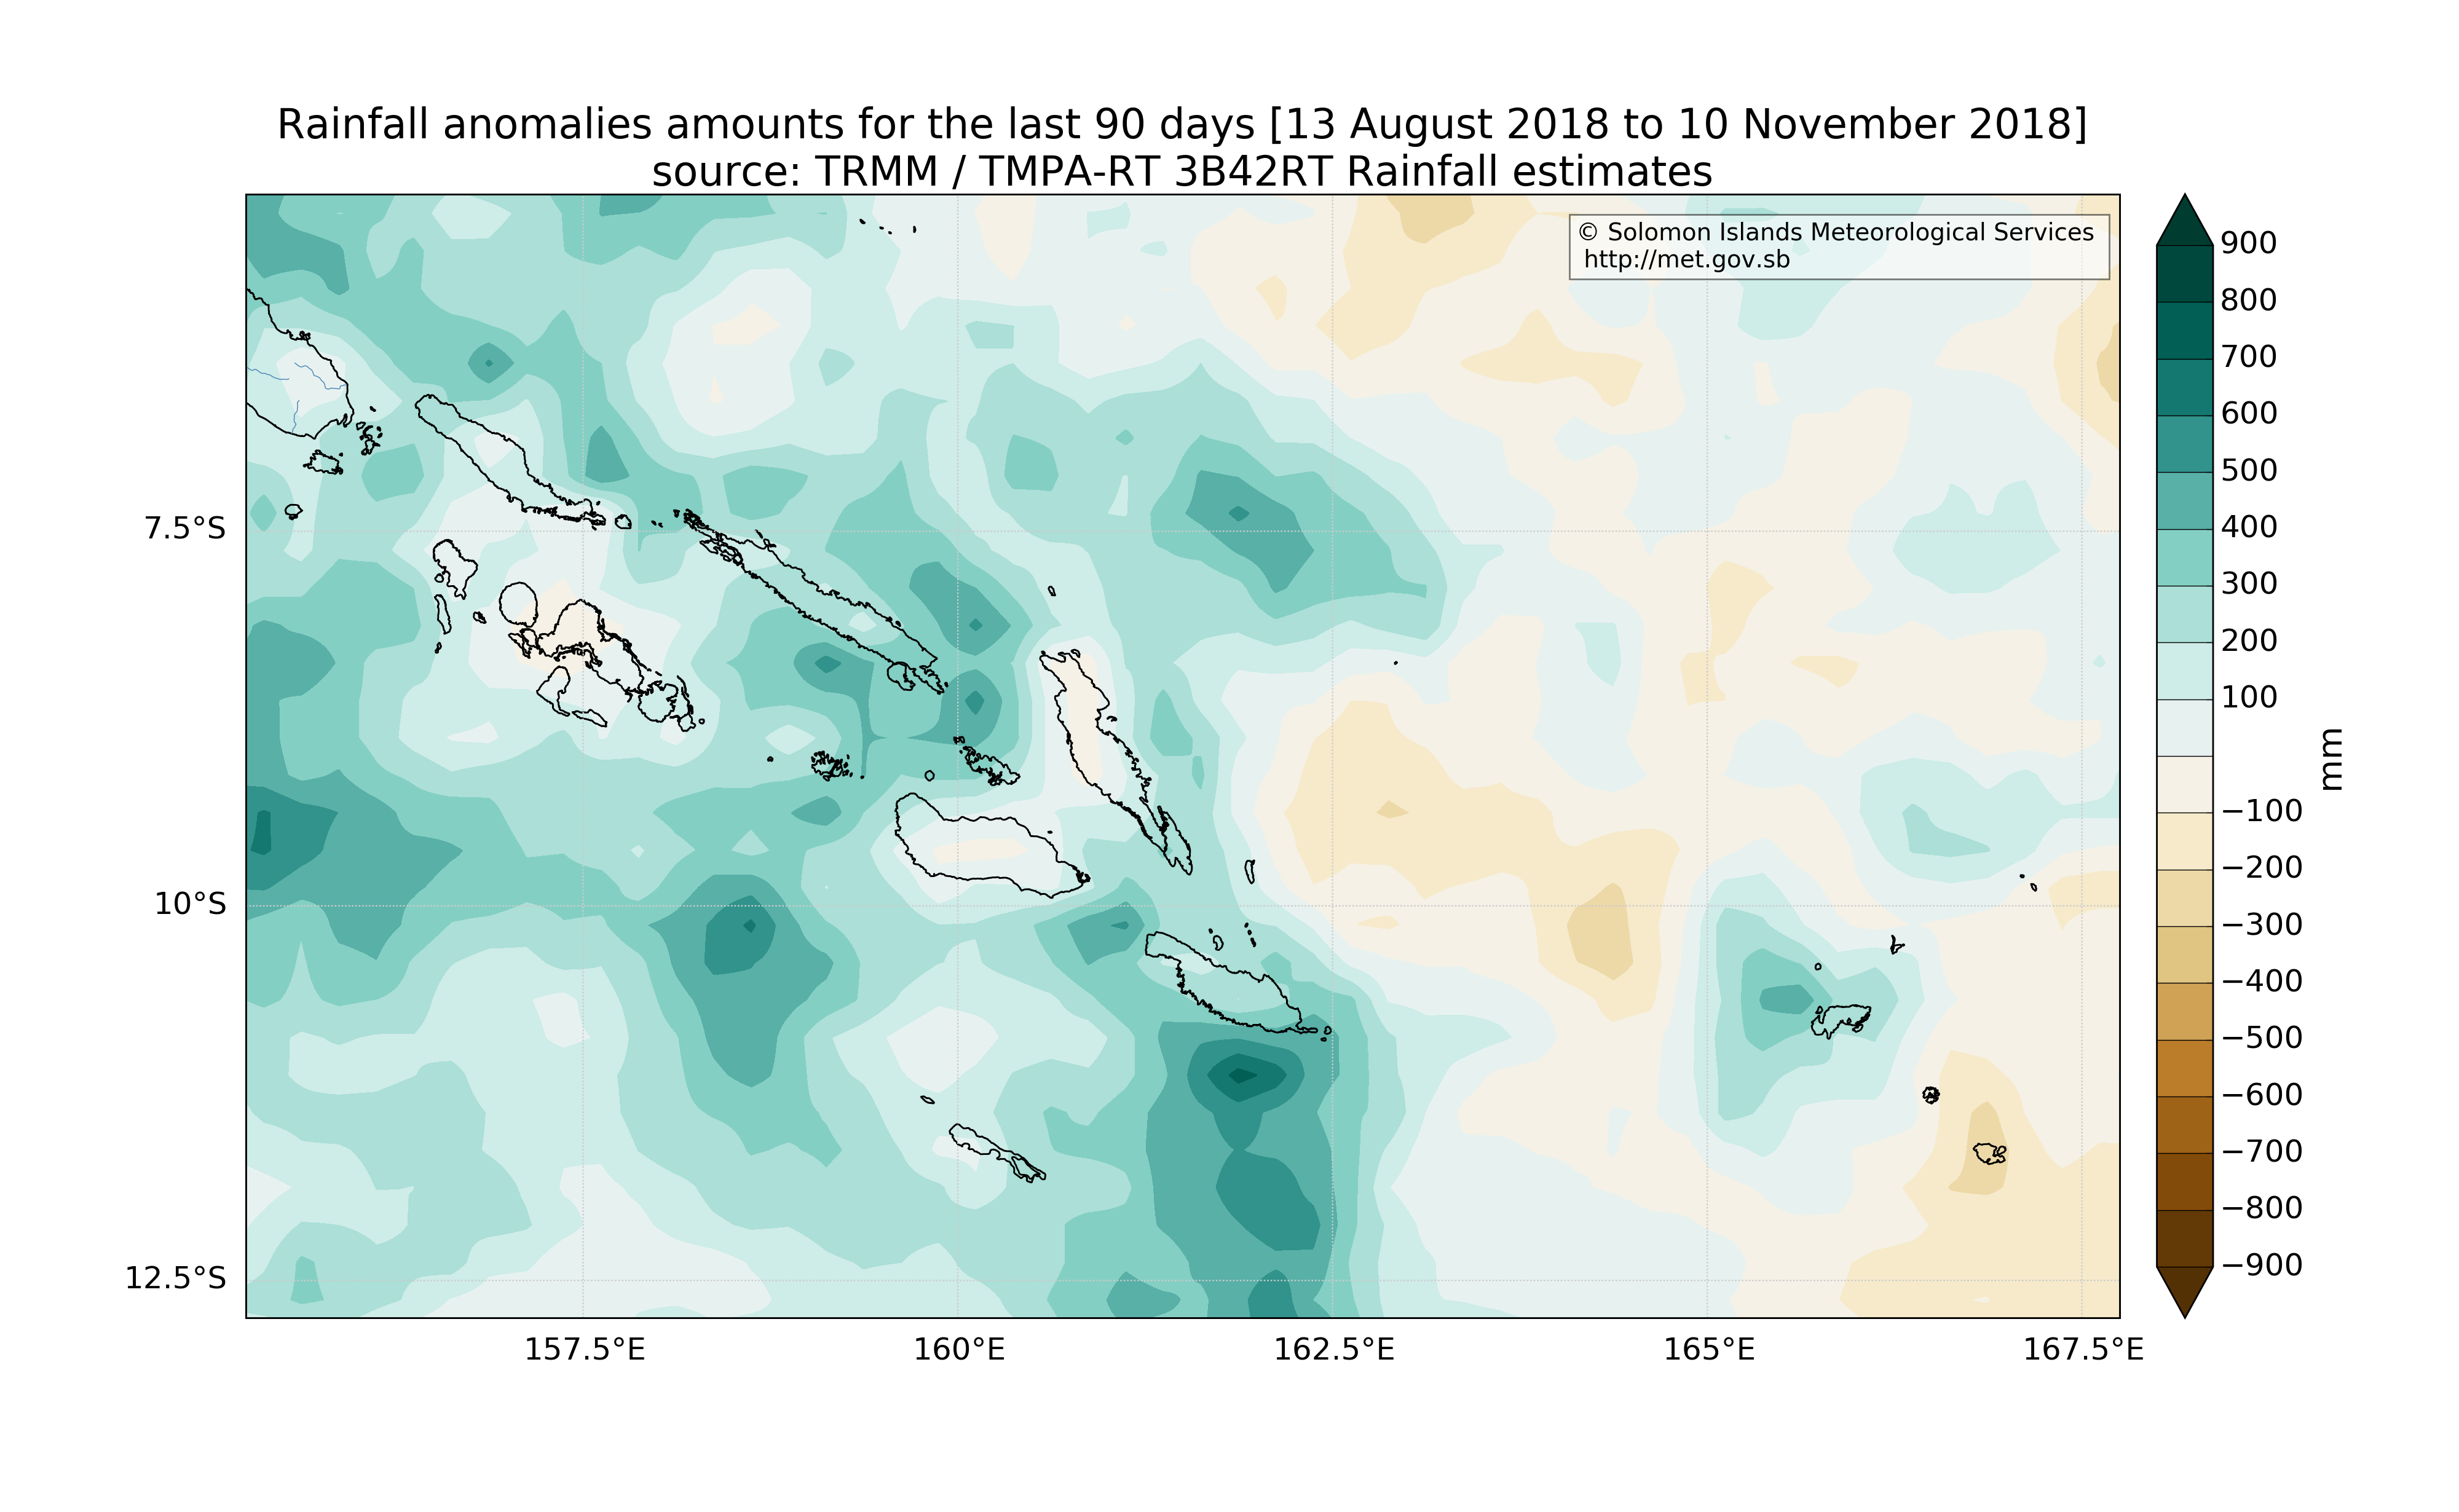 Rainfall anomalies amounts for the last 90 days [13 August 2018 to 10 November 2018]
source: TRMM / TMPA-RT 3B42RT Rainfall estimates
© Solomon Islands Meteorological Services
http://met.gov.sb
7.5°S
10°S
12.5°S
157.5°E
160°E
162.5°E
165°E
167.5°E
900
800
700
600
500
400
300
200
100
−100
−200
−300
−400
−500
−600
−700
−800
−900
mm